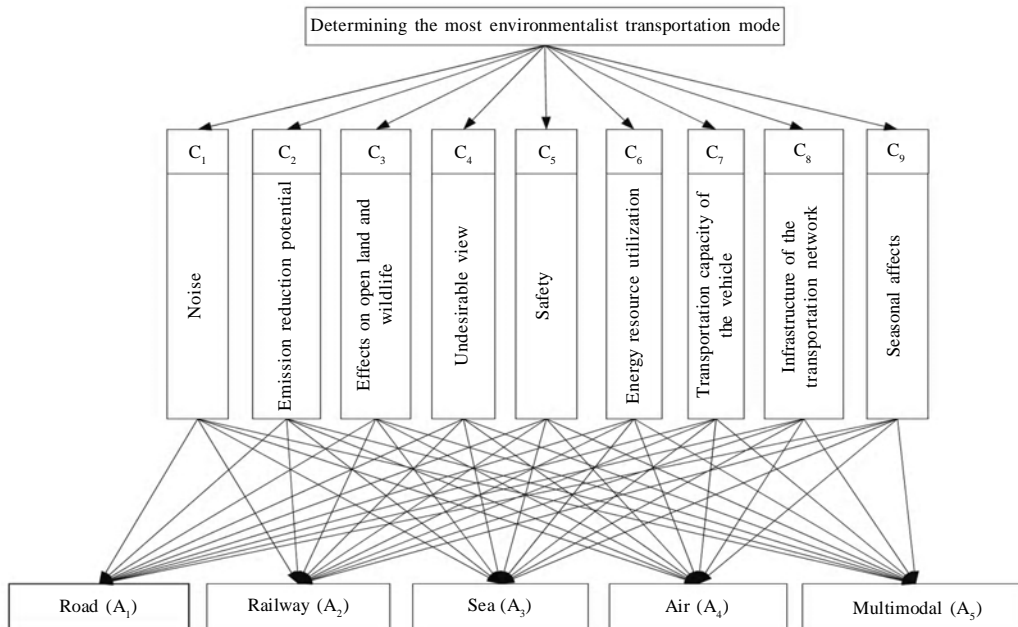 Determining the most environmentalist transportation mode
C₁
C₂
C₃
C₄
C₅
C₆
C₇
C₈
C₉
Noise
Emission reduction potential
Effects on open land and
wildlife
Undesirable view
Safety
Energy resource utilization
Transportation capacity of
the vehicle
Infrastructure of the
transportation network
Seasonal affects
Road (A₁)
Railway (A₂)
Sea (A₃)
Air (A₄)
Multimodal (A₅)